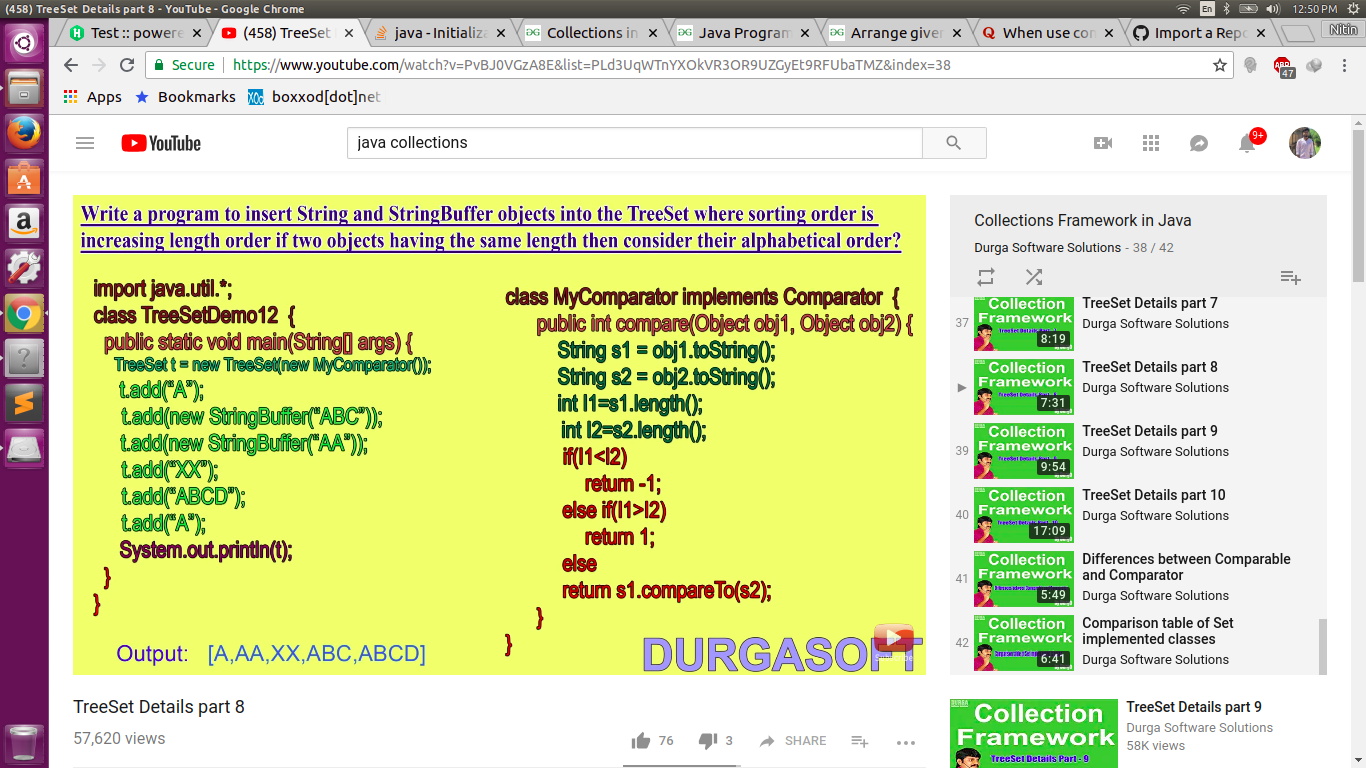 (458) TreeSet Details part 8 - YouTube - Google Chrome
En
12:50 PM
Test :: powere
(458) TreeSet
java - Initializa
Collections in
Java Program
Arrange giver
When use con
Import a Repo
Nitin
Secure
https://www.youtube.com/watch?v=PvBJ0VGzA8E&list=PLd3UqWTnYXOkVR3OR9UZGyEt9RFUbaTMZ&index=38
ABP
47
Apps
Bookmarks
boxxod[dot]net
YouTube
java collections
9+
Write a program to insert String and StringBuffer objects into the TreeSet where sorting order is
increasing length order if two objects having the same length then consider their alphabetical order?
import java.util.*;
class TreeSetDemo12 {
public static void main(String[] args) {
TreeSet t = new TreeSet(new MyComparator());
t.add(“A”);
t.add(new StringBuffer(“ABC”));
t.add(new StringBuffer(“AA”));
t.add(“XX”);
t.add(“ABCD”);
t.add(“A”);
System.out.println(t);
}
}
Output: [A,AA,XX,ABC,ABCD]
class MyComparator implements Comparator {
public int compare(Object obj1, Object obj2) {
String s1 = obj1.toString();
String s2 = obj2.toString();
int l1=s1.length();
int l2=s2.length();
if(l1<l2)
return -1;
else if(l1>l2)
return 1;
else
return s1.compareTo(s2);
}
}
DURGASOFT
TreeSet Details part 8
57,620 views
76
3
SHARE
Collections Framework in Java
Durga Software Solutions - 38 / 42
37
Collection
Framework
8:19
TreeSet Details part 7
Durga Software Solutions
Collection
Framework
7:31
TreeSet Details part 8
Durga Software Solutions
39
Collection
Framework
9:54
TreeSet Details part 9
Durga Software Solutions
40
Collection
Framework
17:09
TreeSet Details part 10
Durga Software Solutions
41
Collection
Framework
5:49
Differences between Comparable
and Comparator
Durga Software Solutions
42
Collection
Framework
6:41
Comparison table of Set
implemented classes
Durga Software Solutions
DURGA
Collection
Framework
TreeSet Details Part - 9
TreeSet Details part 9
Durga Software Solutions
58K views